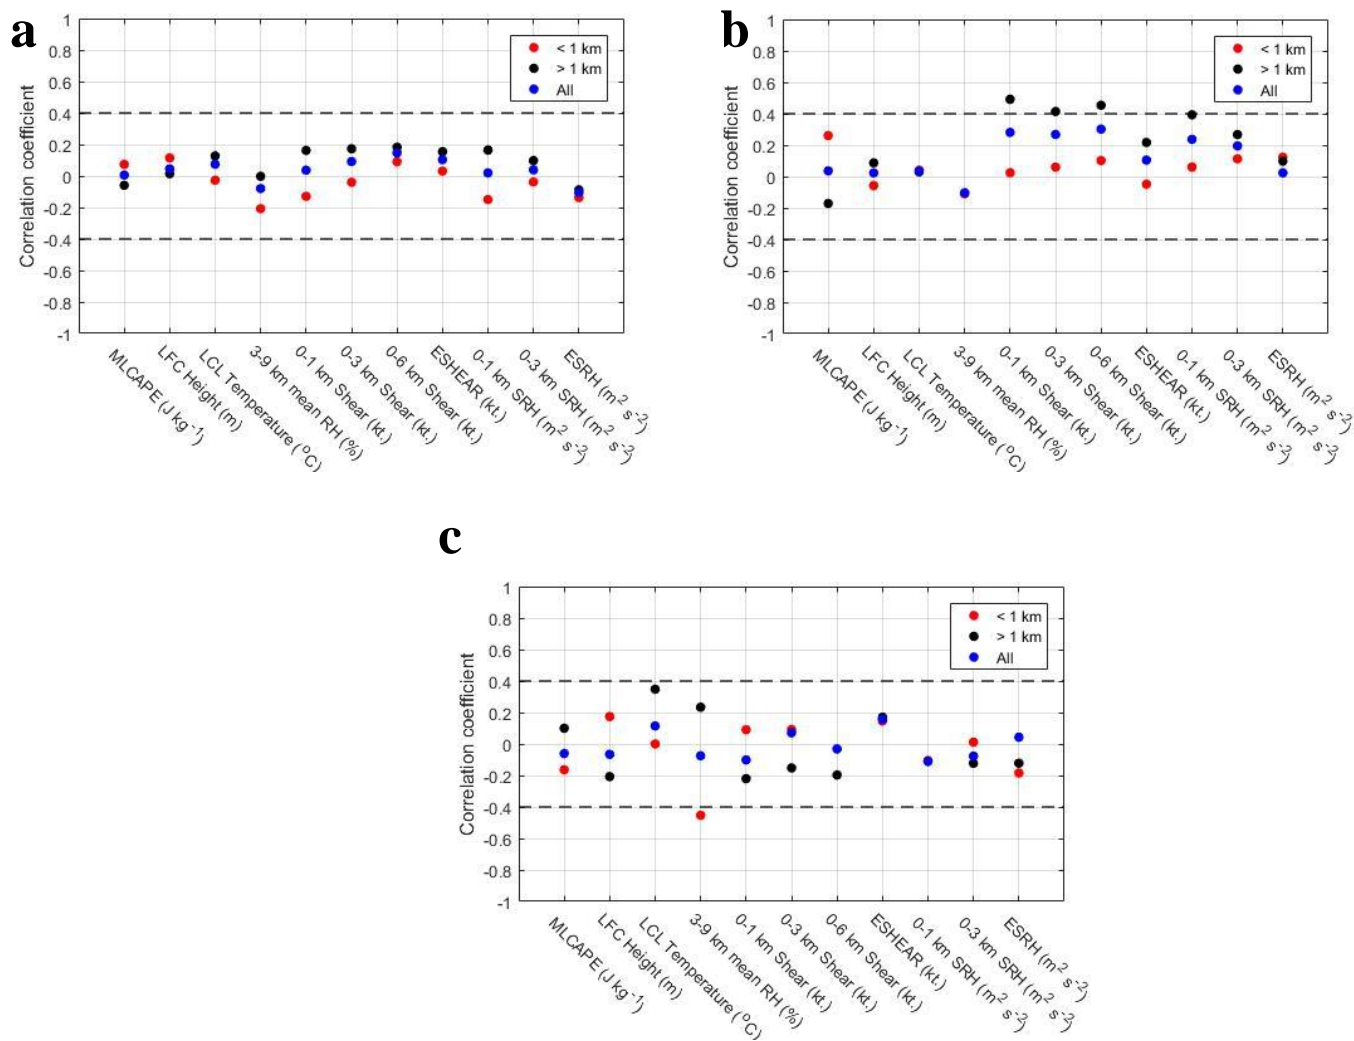 a
Correlation coefficient
1
0.8
0.6
0.4
0.2
0
-0.2
-0.4
-0.6
-0.8
-1
< 1 km
> 1 km
All
MLCAPE (J kg-1)
LFC Height (m)
LCL Temperature (oC)
3-9 km mean RH (%)
0-1 km Shear (kt.)
0-3 km Shear (kt.)
0-6 km Shear (kt.)
ESHEAR (kt.)
0-1 km SRH (m2 s-2)
0-3 km SRH (m2 s-2)
ESRH (m2 s-2)
b
Correlation coefficient
1
0.8
0.6
0.4
0.2
0
-0.2
-0.4
-0.6
-0.8
-1
< 1 km
> 1 km
All
MLCAPE (J kg-1)
LFC Height (m)
LCL Temperature (oC)
3-9 km mean RH (%)
0-1 km Shear (kt.)
0-3 km Shear (kt.)
0-6 km Shear (kt.)
ESHEAR (kt.)
0-1 km SRH (m2 s-2)
0-3 km SRH (m2 s-2)
ESRH (m2 s-2)
c
Correlation coefficient
1
0.8
0.6
0.4
0.2
0
-0.2
-0.4
-0.6
-0.8
-1
< 1 km
> 1 km
All
MLCAPE (J kg-1)
LFC Height (m)
LCL Temperature (oC)
3-9 km mean RH (%)
0-1 km Shear (kt.)
0-3 km Shear (kt.)
0-6 km Shear (kt.)
ESHEAR (kt.)
0-1 km SRH (m2 s-2)
0-3 km SRH (m2 s-2)
ESRH (m2 s-2)